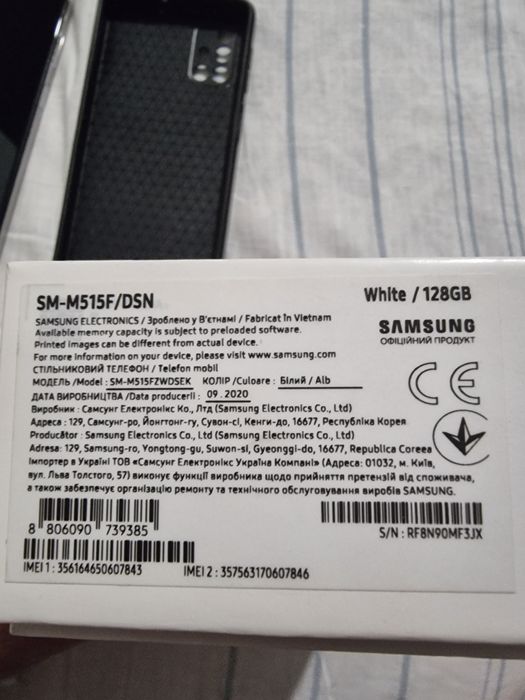 SM-M515F/DSN
White / 128GB
SAMSUNG ELECTRONICS / Зроблено у В'єтнамі / Fabricat în Vietnam
Available memory capacity is subject to preloaded software.
Printed images can be different from actual device.
For more information on your device, please visit www.samsung.com
SAMSUNG
ОФІЦІЙНИЙ ПРОДУКТ
СТІЛЬНИКОВИЙ ТЕЛЕФОН / Telefon mobil
МОДЕЛЬ /Model : SM-M515FZWDSEK КОЛІР /Culoare : Білий / Alb
ДАТА ВИРОБНИЦТВА /Data producerii : 09.2020
CE
Виробник : Самсунг Електронікс Ко., Лтд (Samsung Electronics Co., Ltd)
Адреса : 129, Самсунг-ро, Йонгтонг-гу, Сувон-сі, Кенгі-до, 16677, Республіка Корея
Producător : Samsung Electronics Co., Ltd (Samsung Electronics Co., Ltd)
Adresa: 129, Samsung-ro, Yongtong-gu, Suwon-si, Gyeonggi-do, 16677, Republica Coreea
Імпортер в Україні ТОВ «Самсунг Електронікс Україна Компані» (Адреса: 01032, м. Київ,
вул. Льва Толстого, 57) виконує функції виробника щодо прийняття претензій від споживача,
а також забезпечує організацію ремонту та технічного обслуговування виробів SAMSUNG.
8 806090 739385
S/N : RF8N90MF3JX
IMEI 1 : 356164650607843 IMEI 2 : 357563170607846